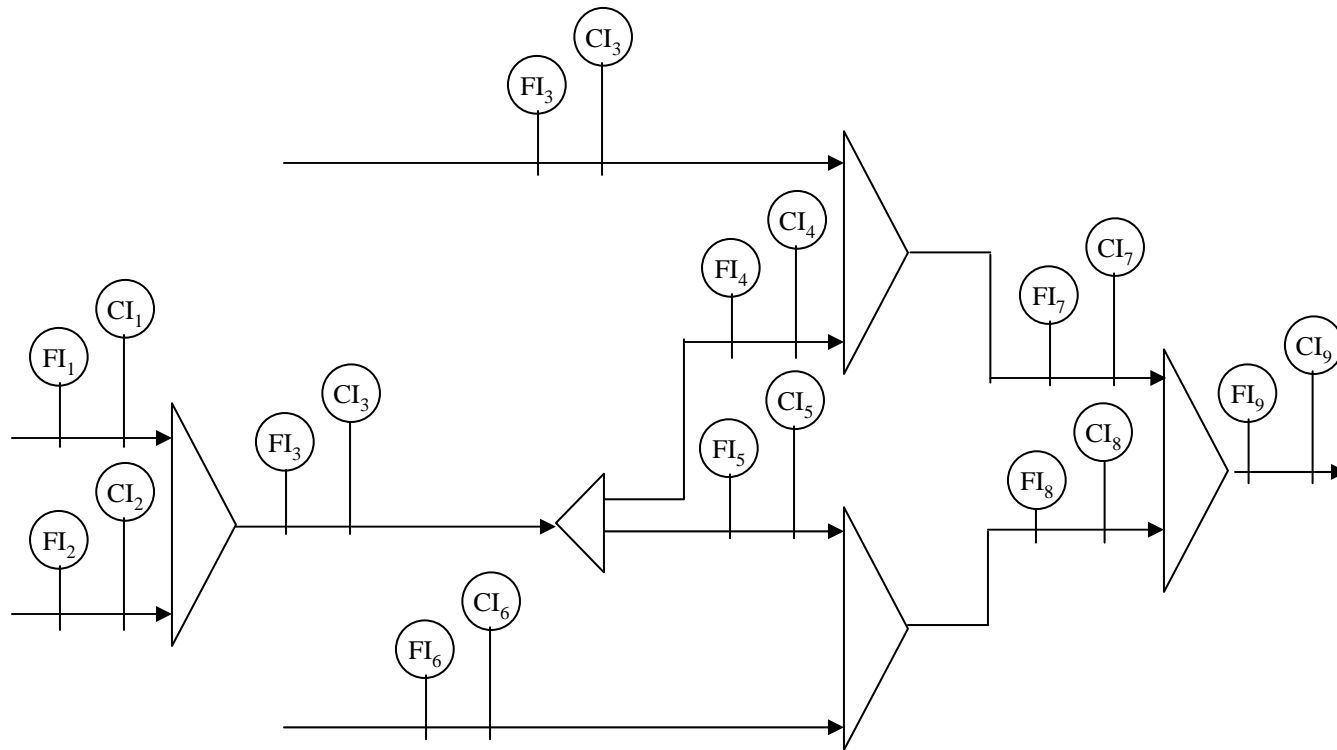 CI₃
FI₃
CI₄
FI₄
CI₇
FI₇
CI₁
FI₁
CI₉
FI₉
CI₃
FI₃
CI₅
FI₅
CI₈
FI₈
CI₂
FI₂
CI₆
FI₆